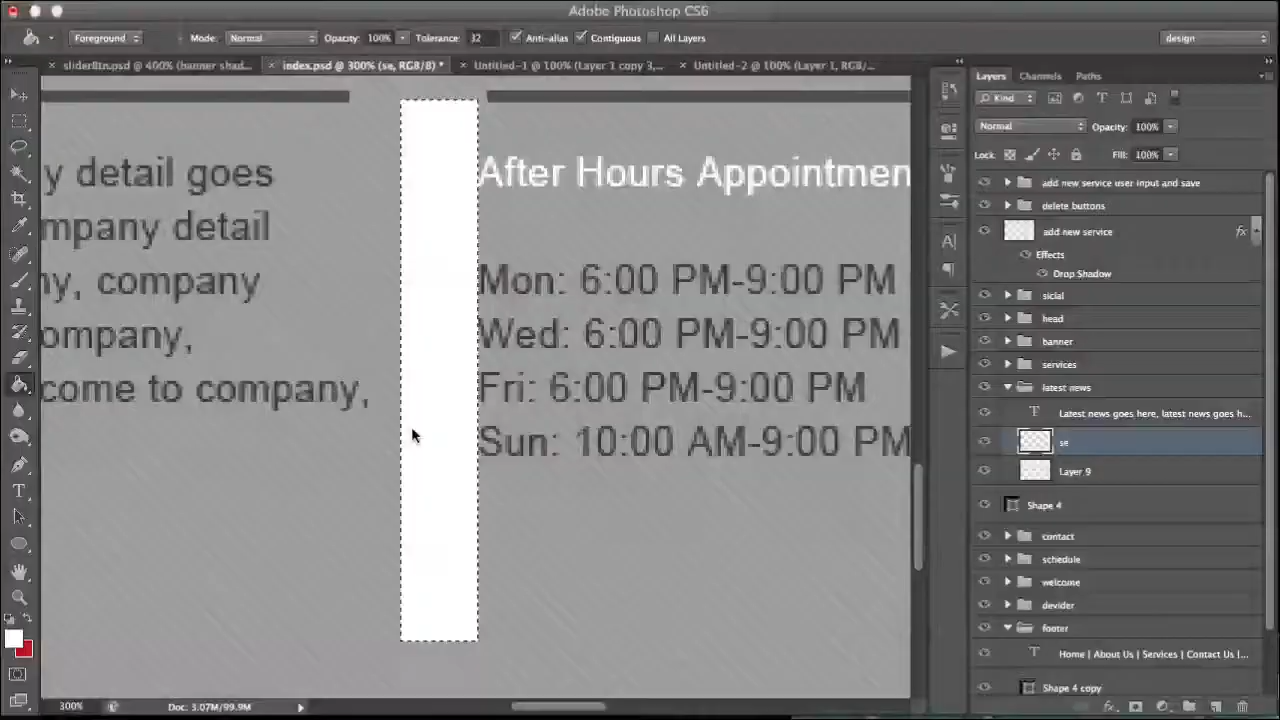 Adobe Photoshop CS6
Foreground Mode: Normal Opacity: 100% Tolerance: 32 Anti-alias Contiguous All Layers design
sliderBtn.psd @ 400% (banner shad... index.psd @ 300% (se, RGB/8) * Untitled-1 @ 100% (Layer 1 copy 3,... Untitled-2 @ 100% (Layer 1, RGB/...
Layers Channels Paths
Kind
Normal Opacity: 100%
Lock: Fill: 100%
add new service user input and save
delete buttons
add new service fx
Effects
Drop Shadow
sicial
head
banner
services
latest news
Latest news goes here, latest news goes h...
se
Layer 9
Shape 4
contact
schedule
welcome
devider
footer
Home | About Us | Services | Contact Us |...
Shape 4 copy
y detail goes
mpany detail
ny, company
ompany,
come to company,
After Hours Appointmen
Mon: 6:00 PM-9:00 PM
Wed: 6:00 PM-9:00 PM
Fri: 6:00 PM-9:00 PM
Sun: 10:00 AM-9:00 PM
300% Doc: 3.07M/99.9M
fx